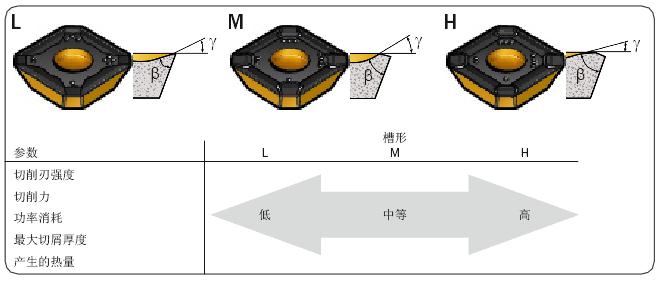 L M H
γ γ γ
β β β
槽形
参数 L M H
切削刃强度
切削力
功率消耗
最大切屑厚度
产生的热量
低 中等 高